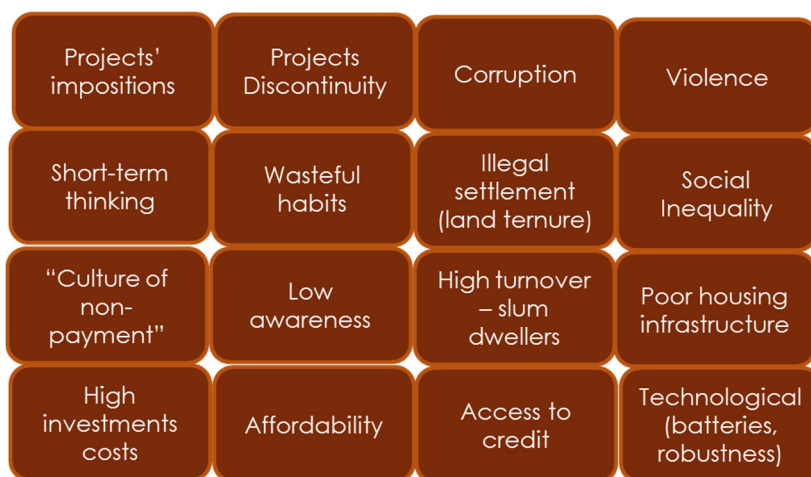 Projects’
impositions
Projects
Discontinuity
Corruption
Violence
Short-term
thinking
Wasteful
habits
Illegal
settlement
(land ternure)
Social
Inequality
“Culture of
non-
payment”
Low
awareness
High turnover
– slum
dwellers
Poor housing
infrastructure
High
investments
costs
Affordability
Access to
credit
Technological
(batteries,
robustness)